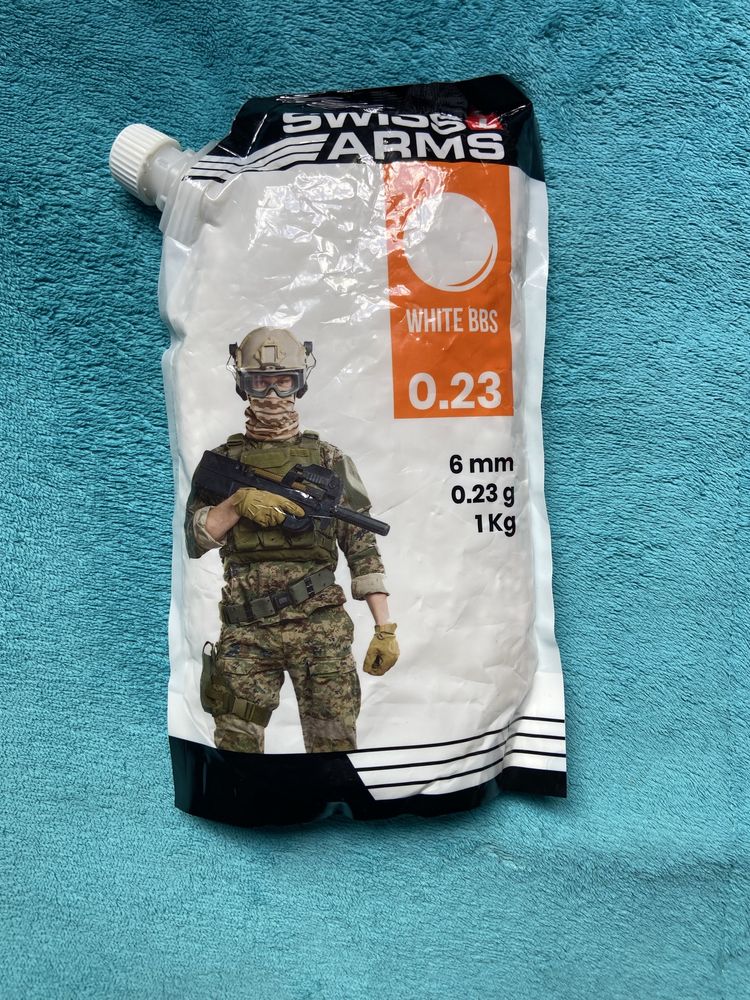 SWISS
ARMS
WHITE BBS
0.23
6 mm
0.23 g
1 Kg